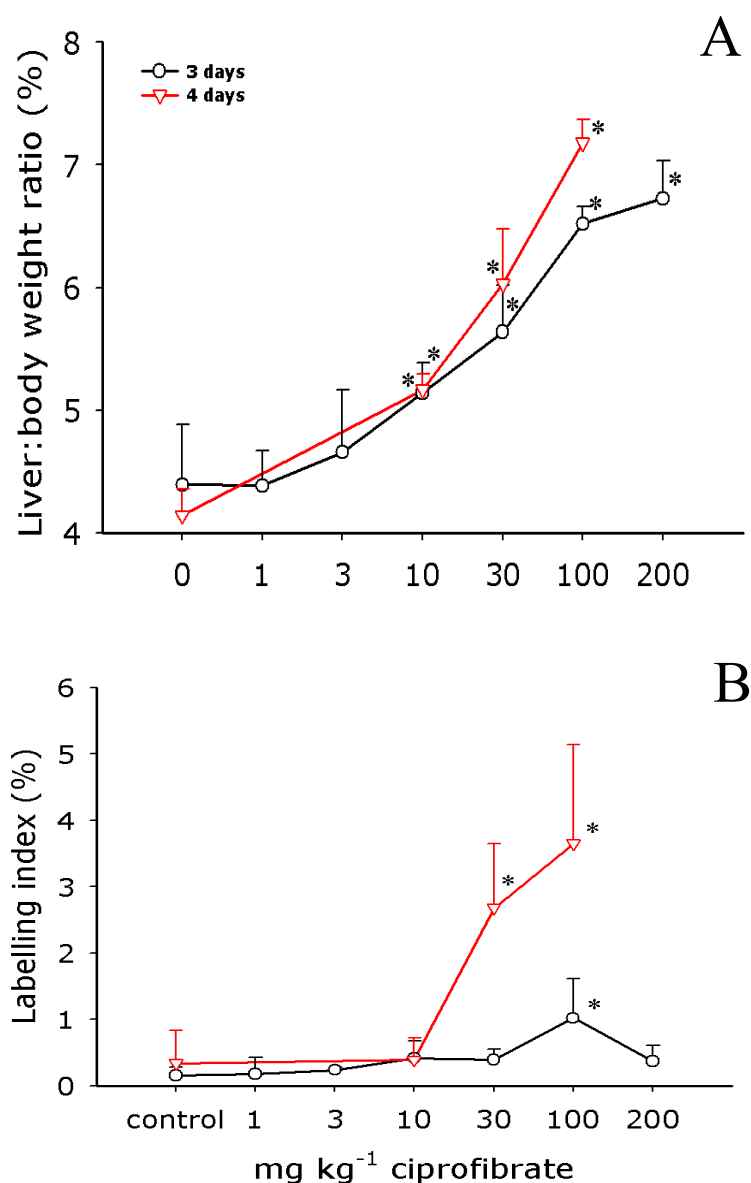 A
8
7
6
5
4
Liver:body weight ratio (%)
3 days
4 days
*
*
*
*
*
*
*
*
0 1 3 10 30 100 200
B
6
5
4
3
2
1
0
Labelling index (%)
*
*
*
control 1 3 10 30 100 200
mg kg⁻¹ ciprofibrate